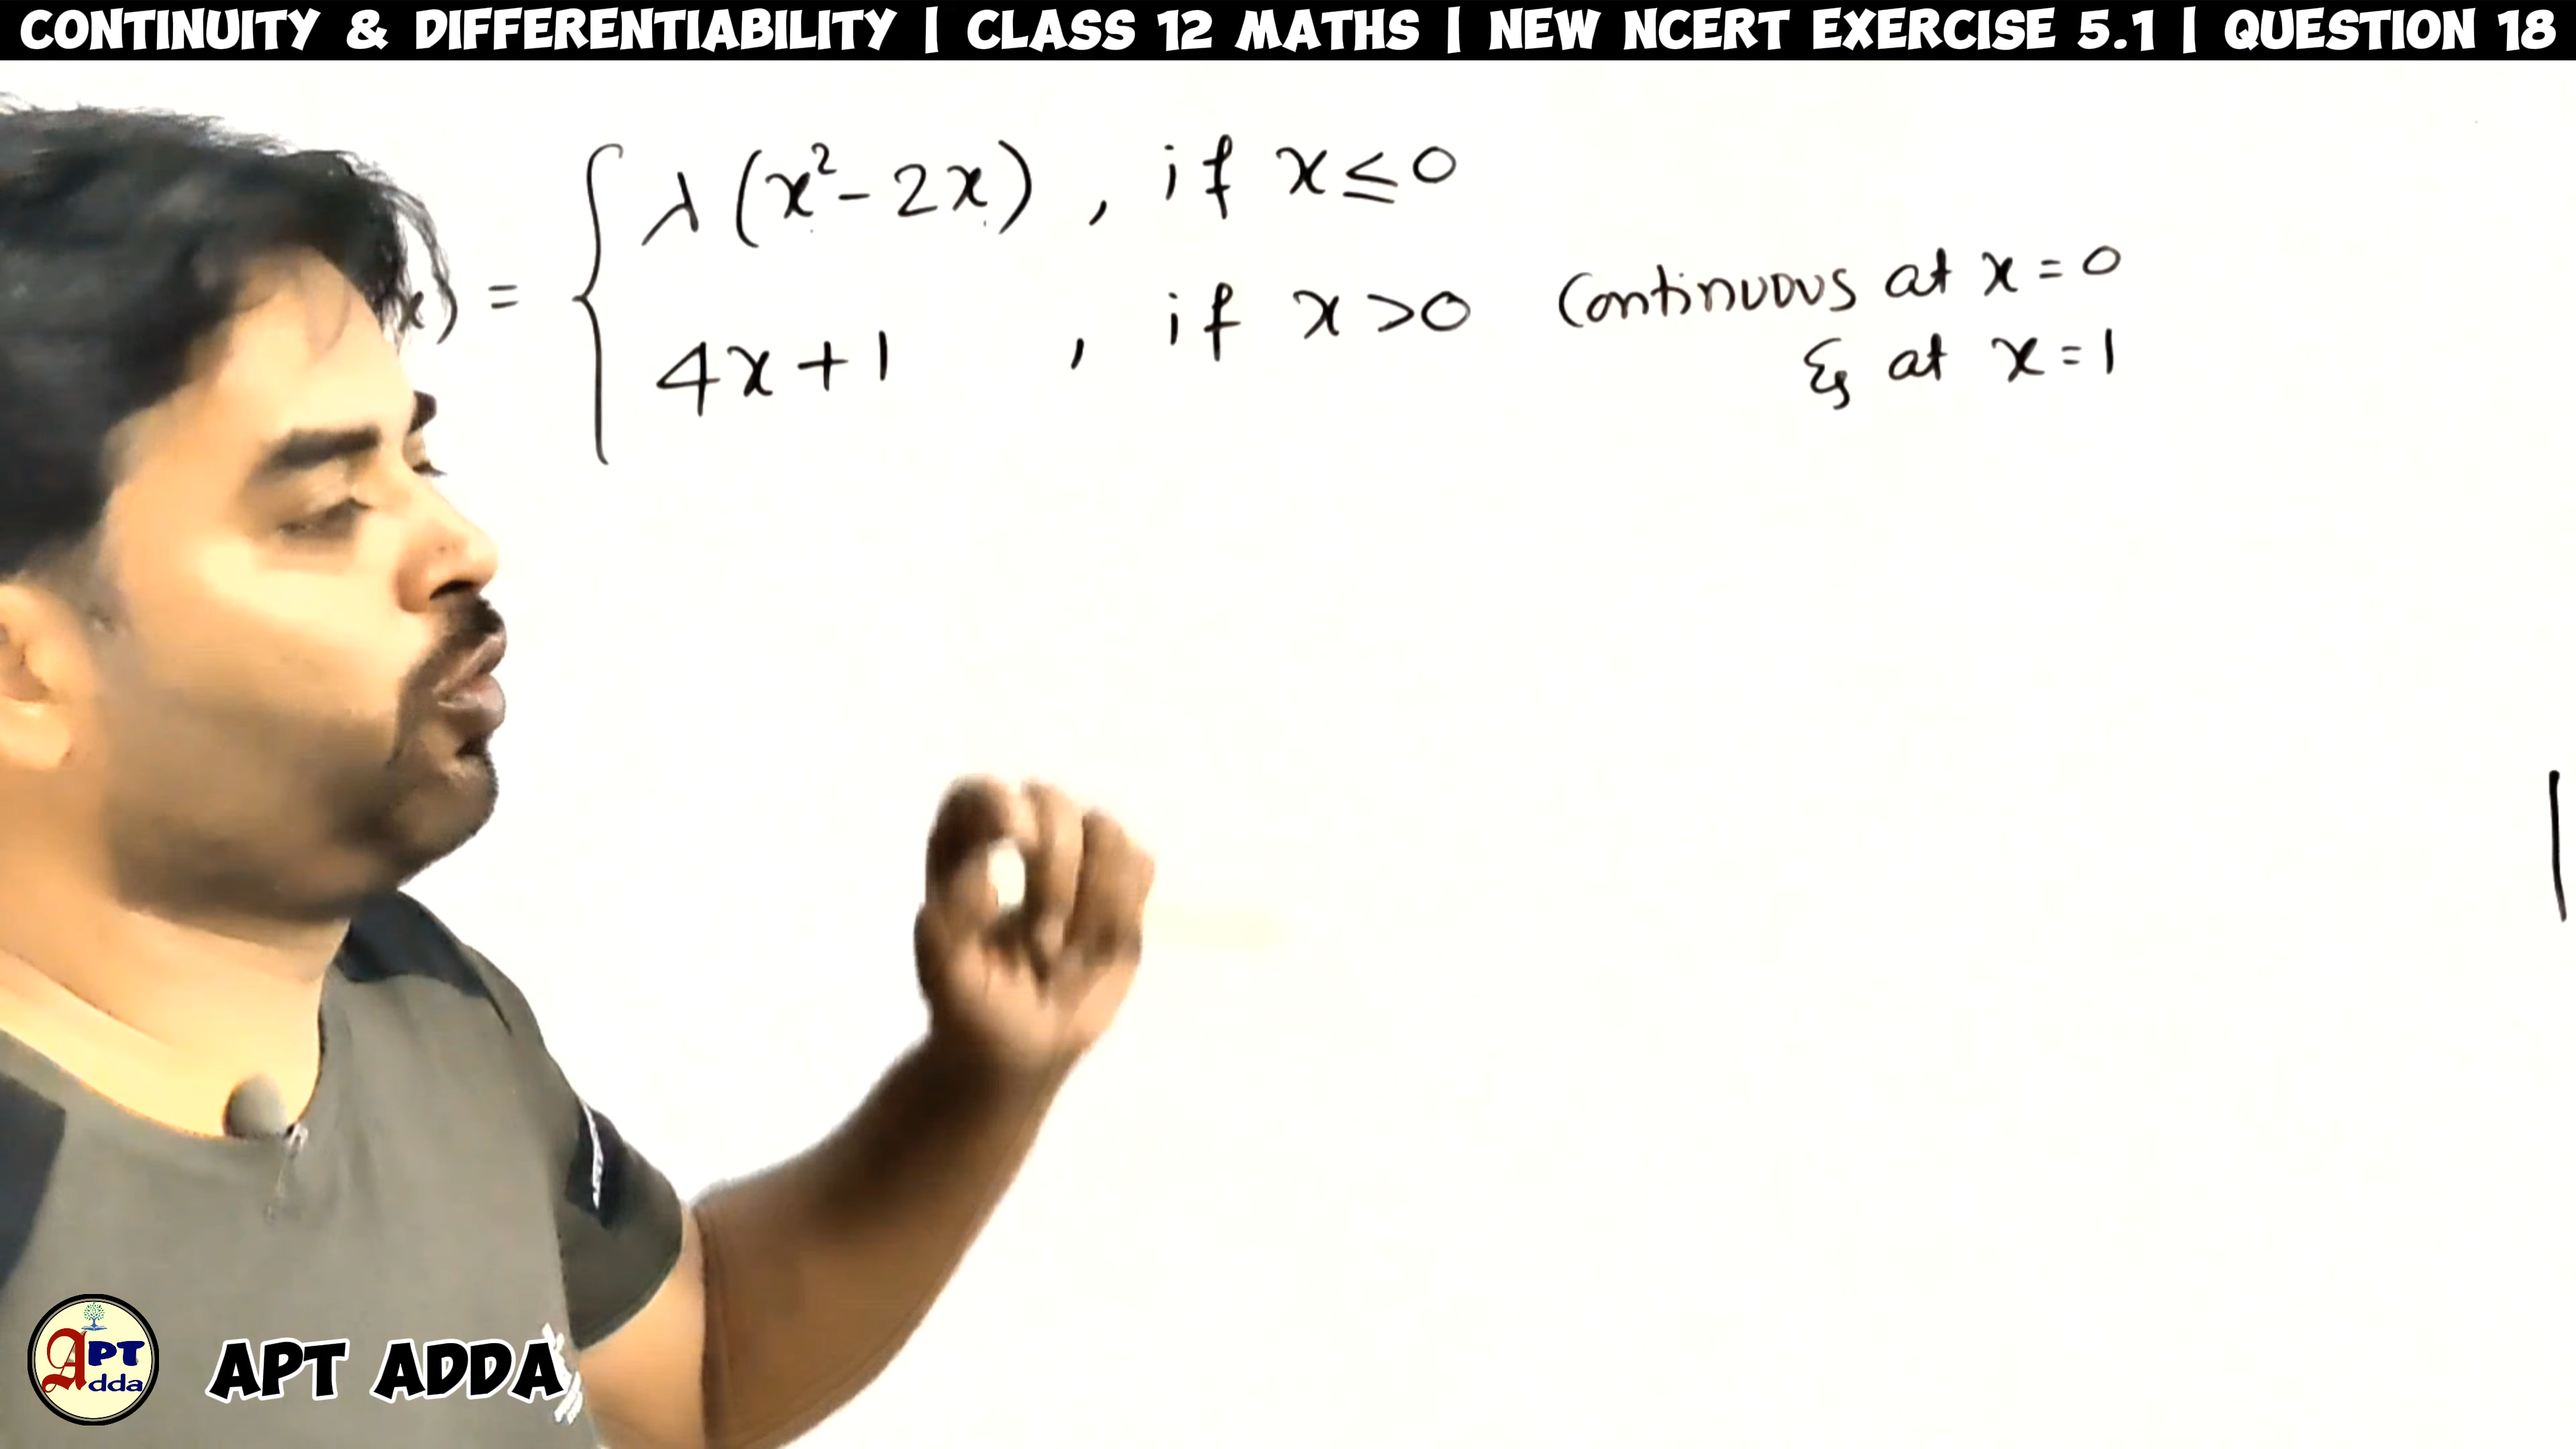 CONTINUITY & DIFFERENTIABILITY | CLASS 12 MATHS | NEW NCERT EXERCISE 5.1 | QUESTION 18
λ (x² - 2x) , if x ≤ 0
x) =
4x + 1 , if x > 0
Continuous at x = 0
& at x = 1
APT
Adda
APT ADDA